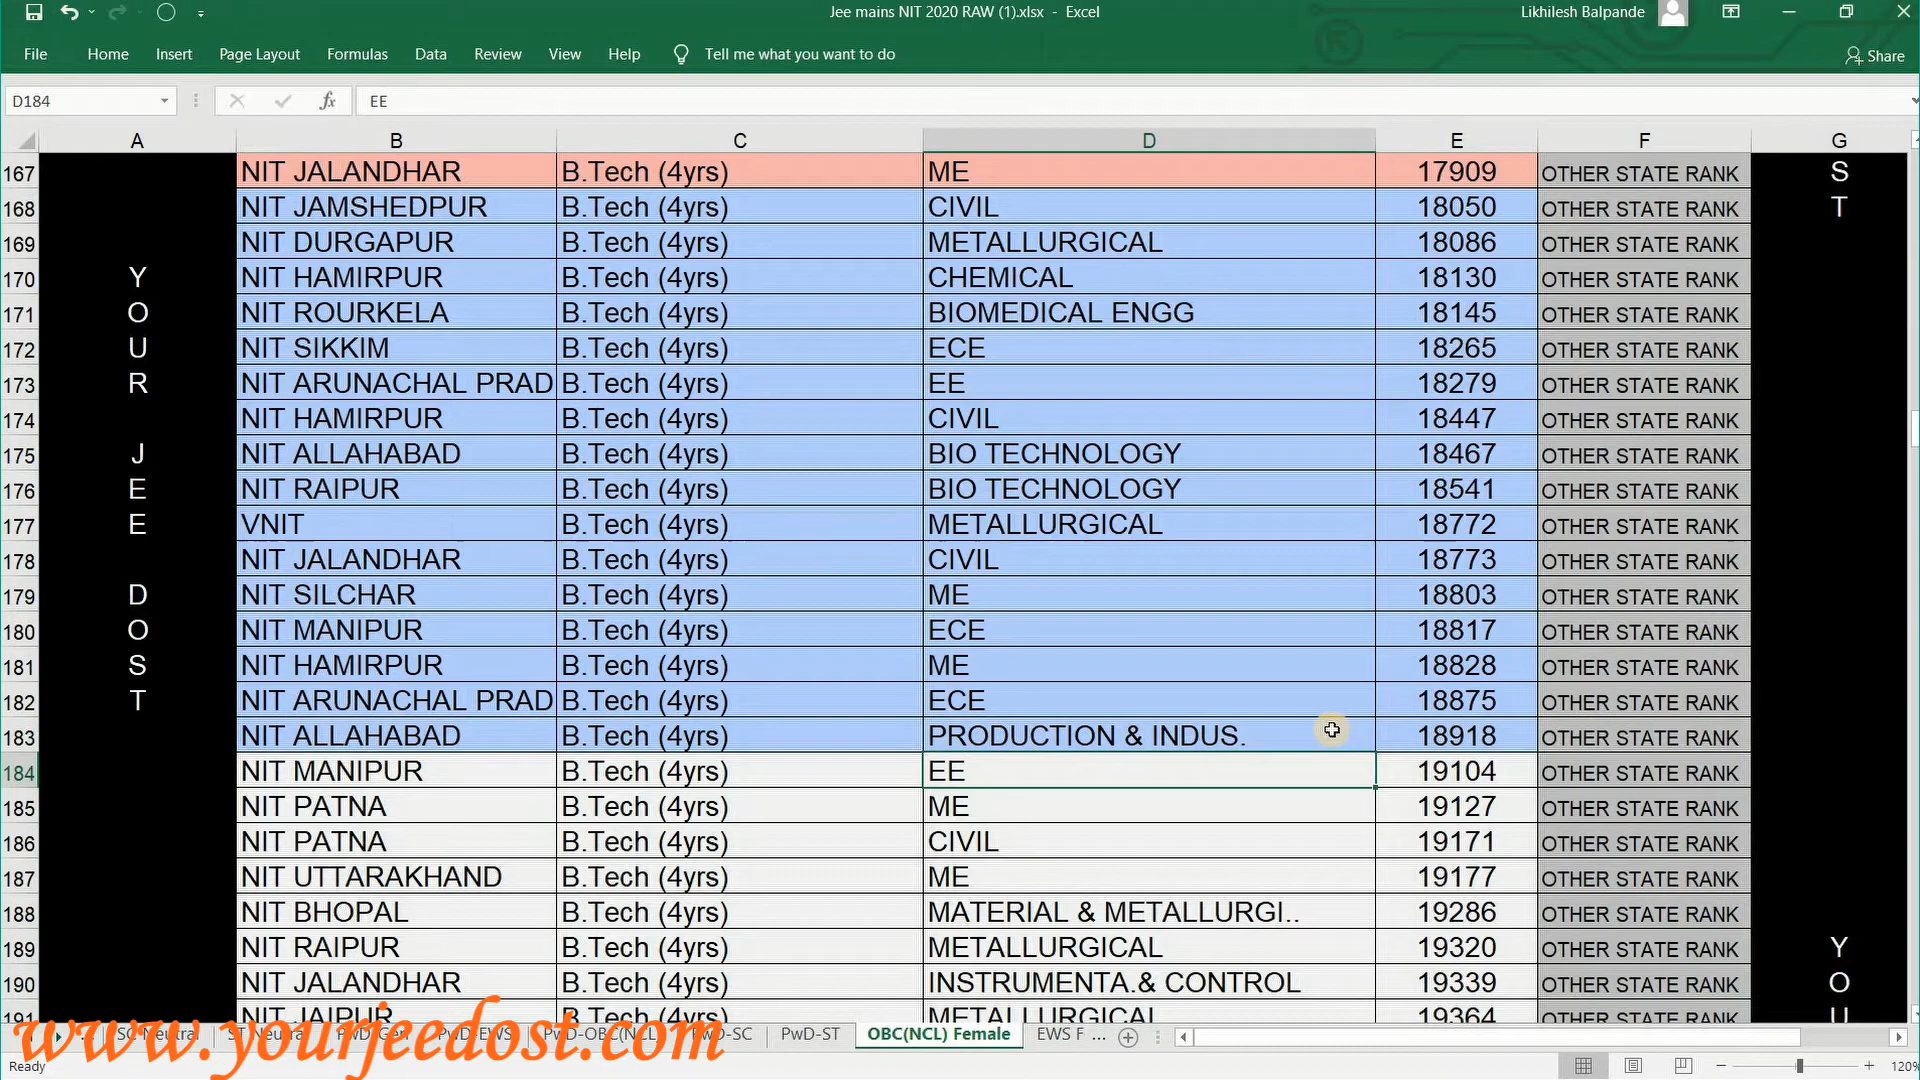 Jee mains NIT 2020 RAW (1).xlsx - Excel
Likhilesh Balpande
File Home Insert Page Layout Formulas Data Review View Help Tell me what you want to do Share
D184 fx EE
A B C D E F G
167 NIT JALANDHAR B.Tech (4yrs) ME 17909 OTHER STATE RANK S
168 NIT JAMSHEDPUR B.Tech (4yrs) CIVIL 18050 OTHER STATE RANK T
169 NIT DURGAPUR B.Tech (4yrs) METALLURGICAL 18086 OTHER STATE RANK
170 Y NIT HAMIRPUR B.Tech (4yrs) CHEMICAL 18130 OTHER STATE RANK
171 O NIT ROURKELA B.Tech (4yrs) BIOMEDICAL ENGG 18145 OTHER STATE RANK
172 U NIT SIKKIM B.Tech (4yrs) ECE 18265 OTHER STATE RANK
173 R NIT ARUNACHAL PRAD B.Tech (4yrs) EE 18279 OTHER STATE RANK
174 NIT HAMIRPUR B.Tech (4yrs) CIVIL 18447 OTHER STATE RANK
175 J NIT ALLAHABAD B.Tech (4yrs) BIO TECHNOLOGY 18467 OTHER STATE RANK
176 E NIT RAIPUR B.Tech (4yrs) BIO TECHNOLOGY 18541 OTHER STATE RANK
177 E VNIT B.Tech (4yrs) METALLURGICAL 18772 OTHER STATE RANK
178 NIT JALANDHAR B.Tech (4yrs) CIVIL 18773 OTHER STATE RANK
179 D NIT SILCHAR B.Tech (4yrs) ME 18803 OTHER STATE RANK
180 O NIT MANIPUR B.Tech (4yrs) ECE 18817 OTHER STATE RANK
181 S NIT HAMIRPUR B.Tech (4yrs) ME 18828 OTHER STATE RANK
182 T NIT ARUNACHAL PRAD B.Tech (4yrs) ECE 18875 OTHER STATE RANK
183 NIT ALLAHABAD B.Tech (4yrs) PRODUCTION & INDUS. 18918 OTHER STATE RANK
184 NIT MANIPUR B.Tech (4yrs) EE 19104 OTHER STATE RANK
185 NIT PATNA B.Tech (4yrs) ME 19127 OTHER STATE RANK
186 NIT PATNA B.Tech (4yrs) CIVIL 19171 OTHER STATE RANK
187 NIT UTTARAKHAND B.Tech (4yrs) ME 19177 OTHER STATE RANK
188 NIT BHOPAL B.Tech (4yrs) MATERIAL & METALLURGI.. 19286 OTHER STATE RANK
189 NIT RAIPUR B.Tech (4yrs) METALLURGICAL 19320 OTHER STATE RANK Y
190 NIT JALANDHAR B.Tech (4yrs) INSTRUMENTA.& CONTROL 19339 OTHER STATE RANK O
191 NIT JAIPUR B.Tech (4yrs) METALLURGICAL 19364 OTHER STATE RANK U
PwD-EWS PwD-OBC(NCL) PwD-SC PwD-ST OBC(NCL) Female EWS F ...
www.yourjeedost.com
Ready 120%